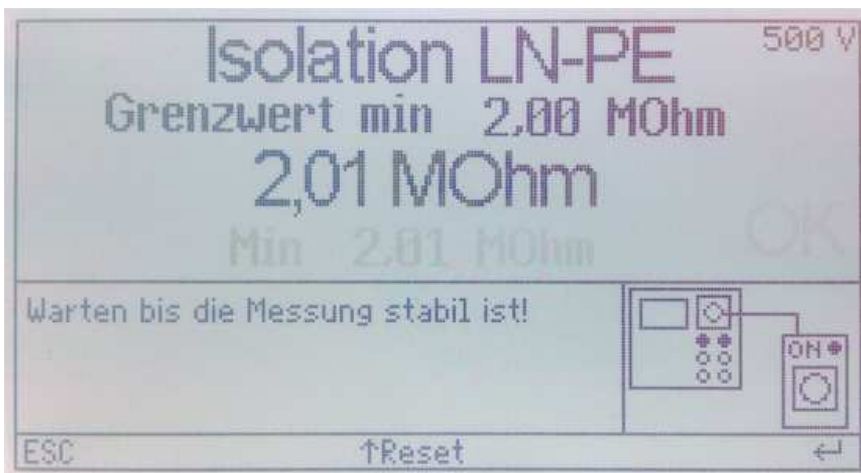 Isolation LN-PE 500 V
Grenzwert min 2,00 MOhm
2,01 MOhm
Min 2,01 MOhm OK
Warten bis die Messung stabil ist!
ON
ESC ↑Reset ↵